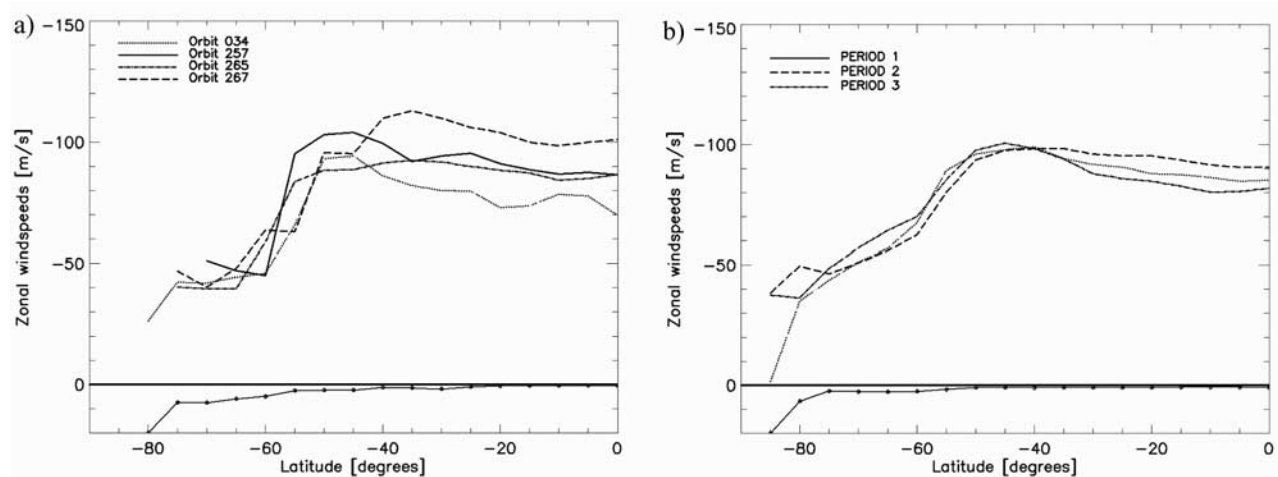 a)
Orbit 034
Orbit 257
Orbit 265
Orbit 267
Zonal windspeeds [m/s]
-150
-100
-50
0
-80 -60 -40 -20 0
Latitude [degrees]
b)
PERIOD 1
PERIOD 2
PERIOD 3
Zonal windspeeds [m/s]
-150
-100
-50
0
-80 -60 -40 -20 0
Latitude [degrees]